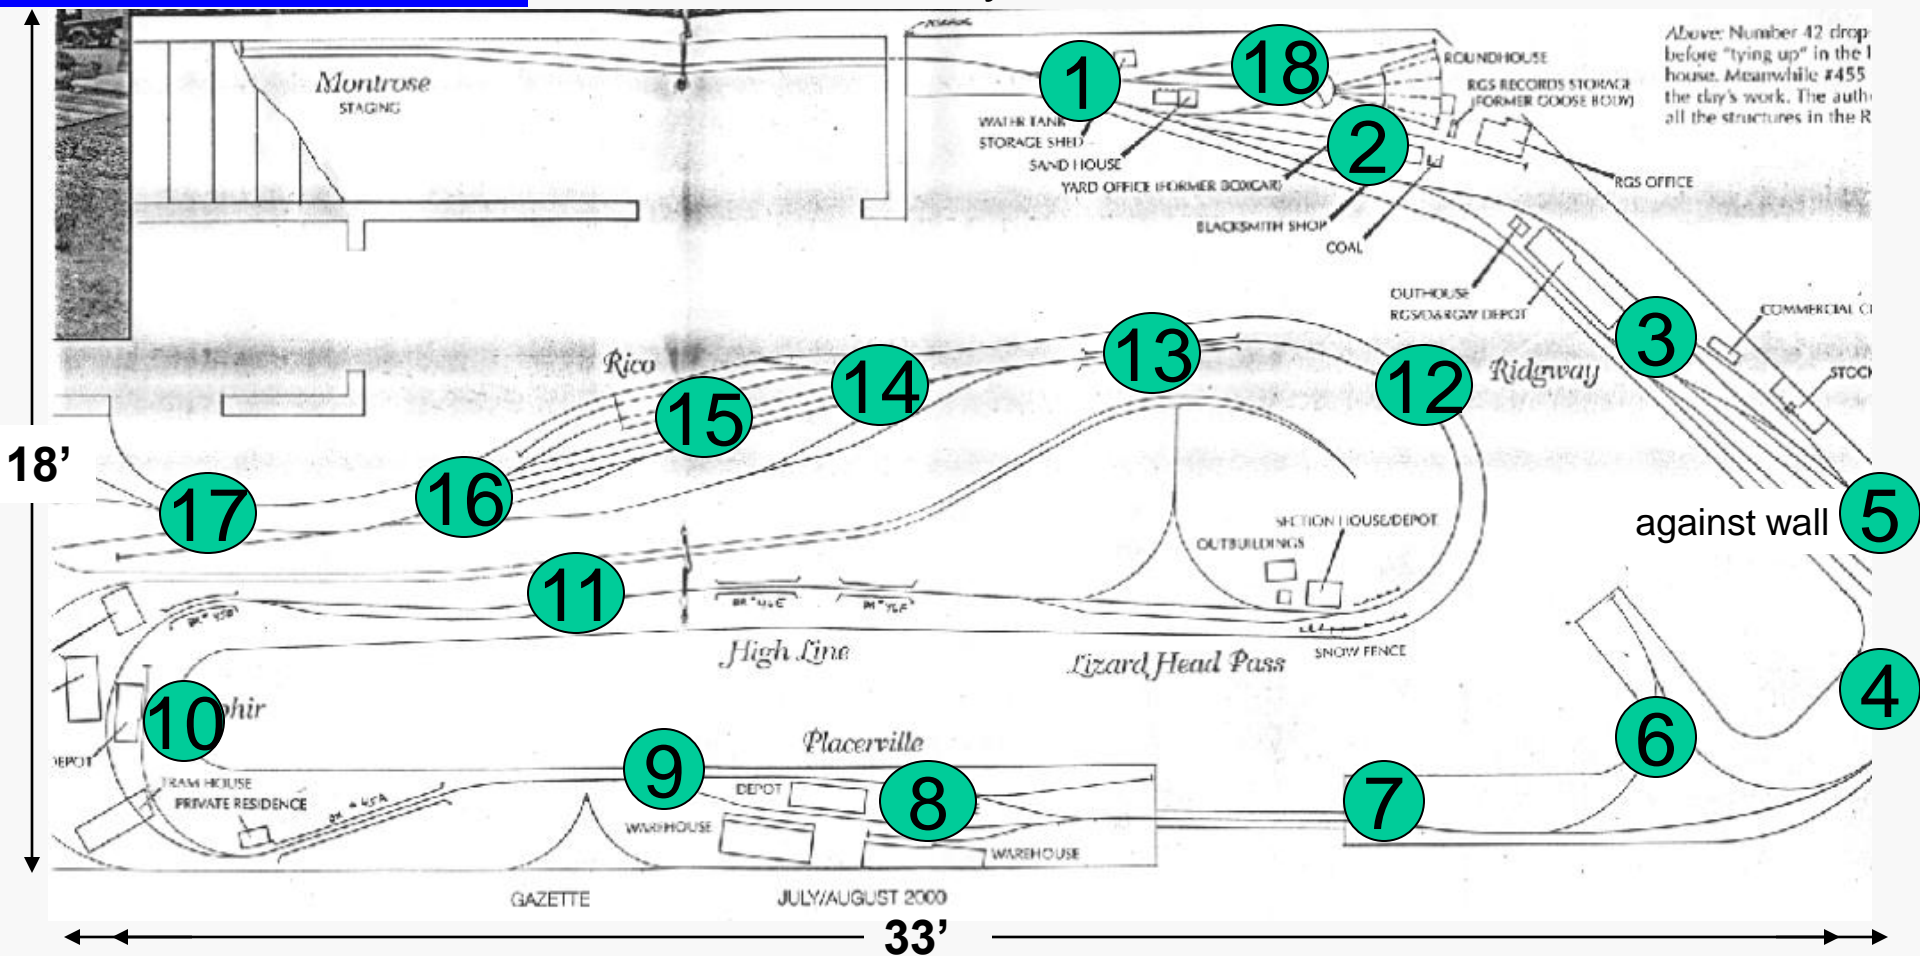 Above: Number 42 drop
before "tying up" in the
house. Meanwhile #455
the day's work. The auth
all the structures in the R
Montrose
STAGING
1
18
ROUNDHOUSE
RGS RECORDS STORAGE
(FORMER GOOSE BODY)
WATER TANK
STORAGE SHED
SAND HOUSE
2
YARD OFFICE (FORMER BOXCAR)
RGS OFFICE
BLACKSMITH SHOP
COAL
OUTHOUSE
RGS/D&RGW DEPOT
COMMERCIAL
3
STOCK
Rico
13
14
12
Ridgway
15
18’
16
17
against wall
5
SECTION HOUSE/DEPOT
OUTBUILDINGS
11
High Line
Lizard Head Pass
SNOW FENCE
4
10
phir
6
Placerville
DEPOT
9
8
7
TRAM HOUSE
PRIVATE RESIDENCE
DEPOT
WAREHOUSE
WAREHOUSE
GAZETTE
JULY/AUGUST 2000
33’